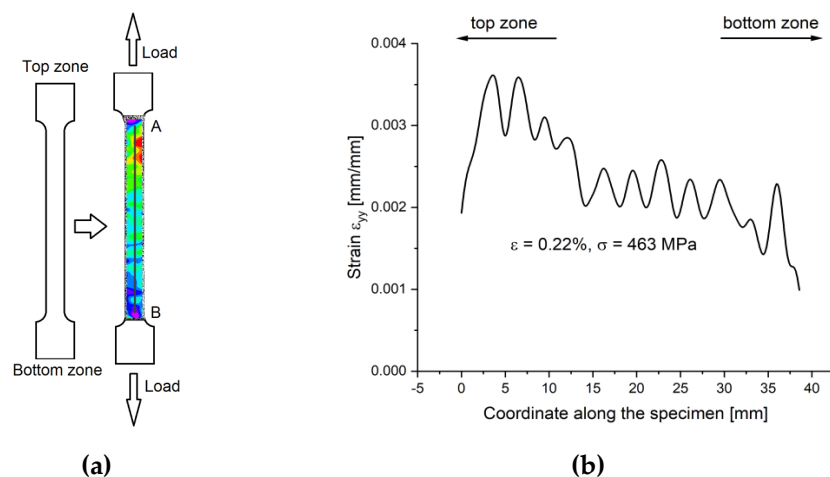 Load
Top zone
A
B
Bottom zone
Load
(a)
top zone
bottom zone
0.004
0.003
0.002
0.001
0.000
Strain εyy [mm/mm]
ε = 0.22%, σ = 463 MPa
-5 0 5 10 15 20 25 30 35 40
Coordinate along the specimen [mm]
(b)